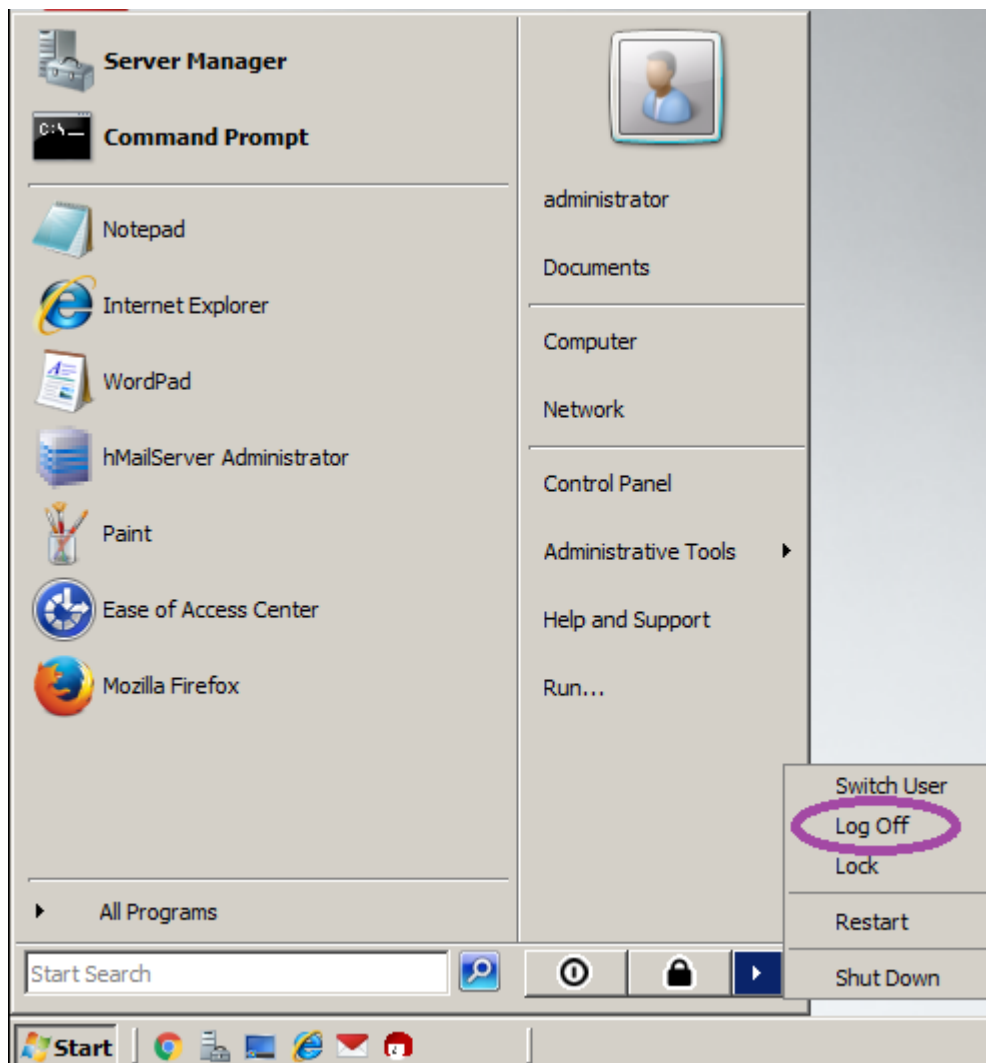 Server Manager
C:\
Command Prompt
Notepad
Internet Explorer
WordPad
hMailServer Administrator
Paint
Ease of Access Center
Mozilla Firefox
All Programs
Start Search
administrator
Documents
Computer
Network
Control Panel
Administrative Tools
Help and Support
Run...
Switch User
Log Off
Lock
Restart
Shut Down
Start